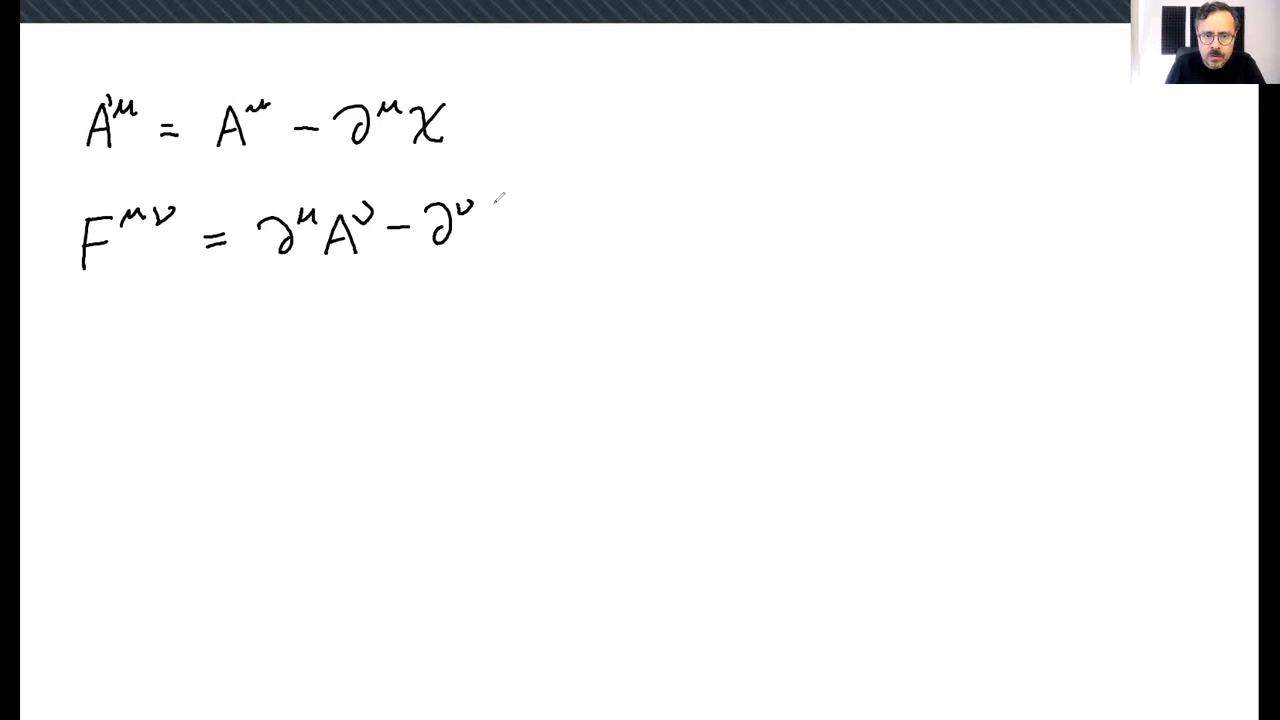 A'^μ = A^μ - ∂^μ χ
F^μν = ∂^μ A^ν - ∂^ν